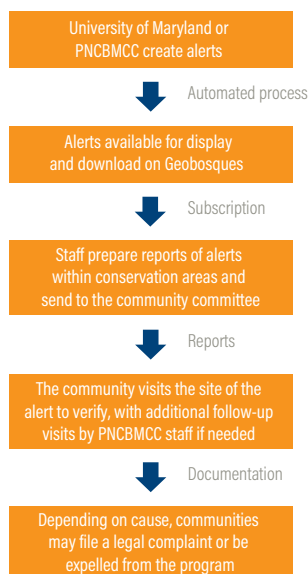 University of Maryland or
PNCBMCC create alerts
Automated process
Alerts available for display
and download on Geobosques
Subscription
Staff prepare reports of alerts
within conservation areas and
send to the community committee
Reports
The community visits the site of the
alert to verify, with additional follow-up
visits by PNCBMCC staff if needed
Documentation
Depending on cause, communities
may file a legal complaint or be
expelled from the program